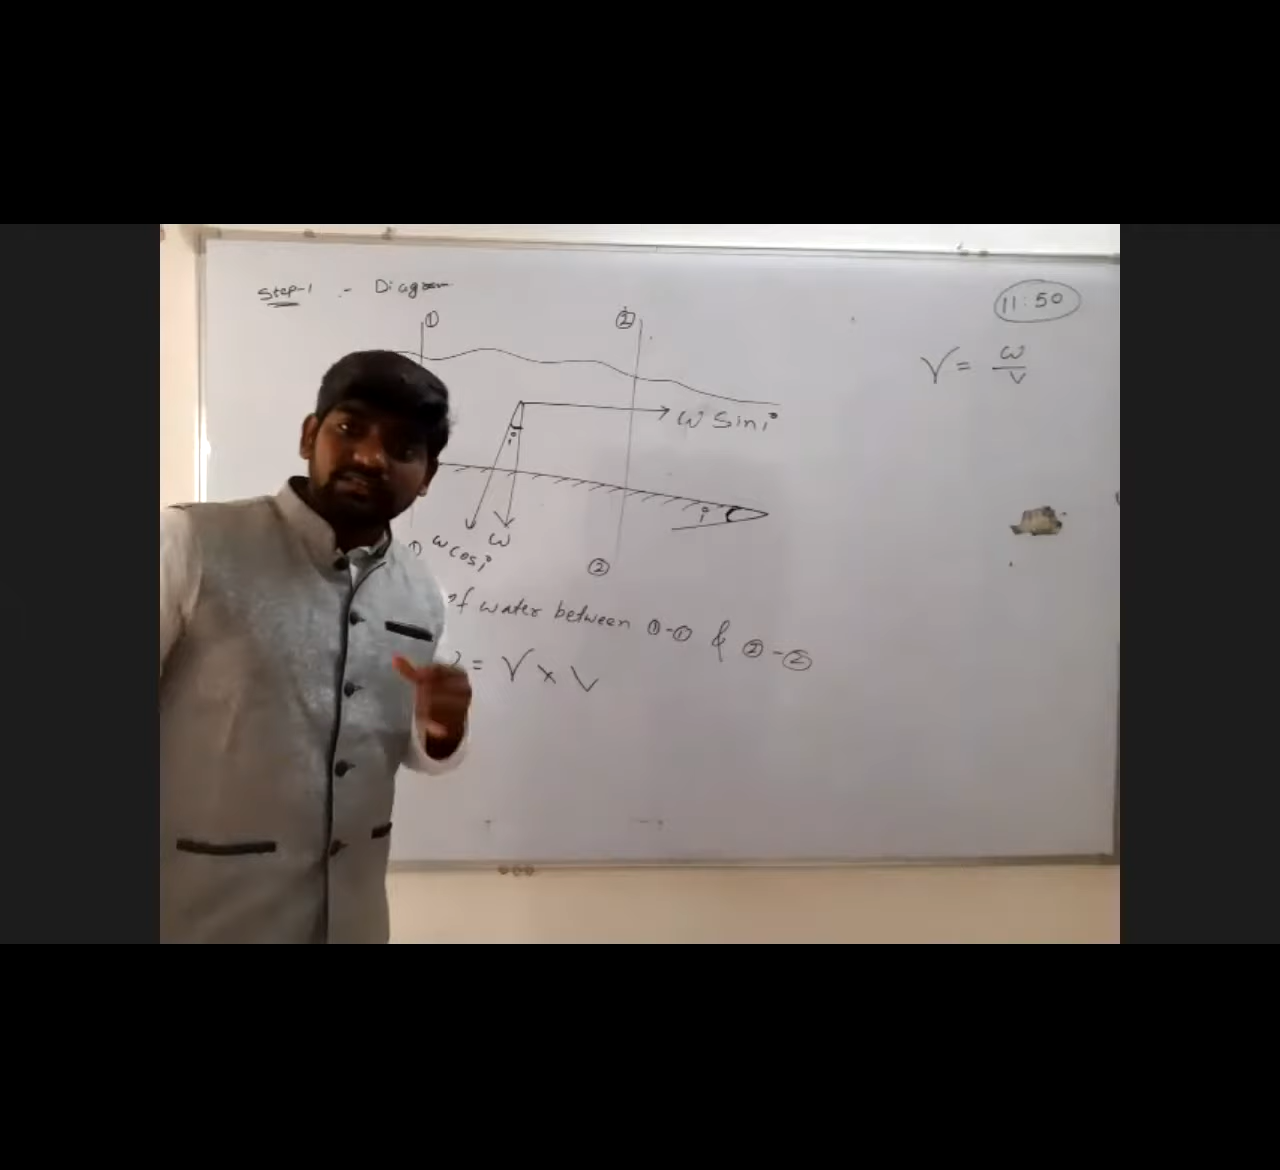 Step-1 :- Diagram
11:50
① ②
γ = ω/V
ω Sin i
i
i
ω cos i ω
① ②
of water between ①-① & ②-②
= γ × V